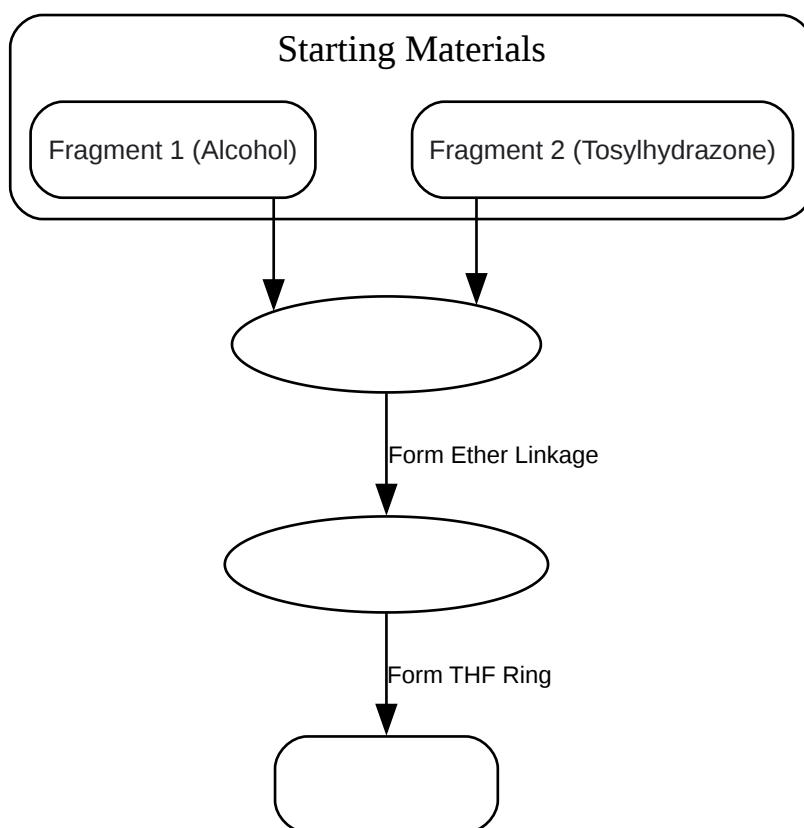 Starting Materials
Fragment 1 (Alcohol)
Fragment 2 (Tosylhydrazone)
Form Ether Linkage
Form THF Ring